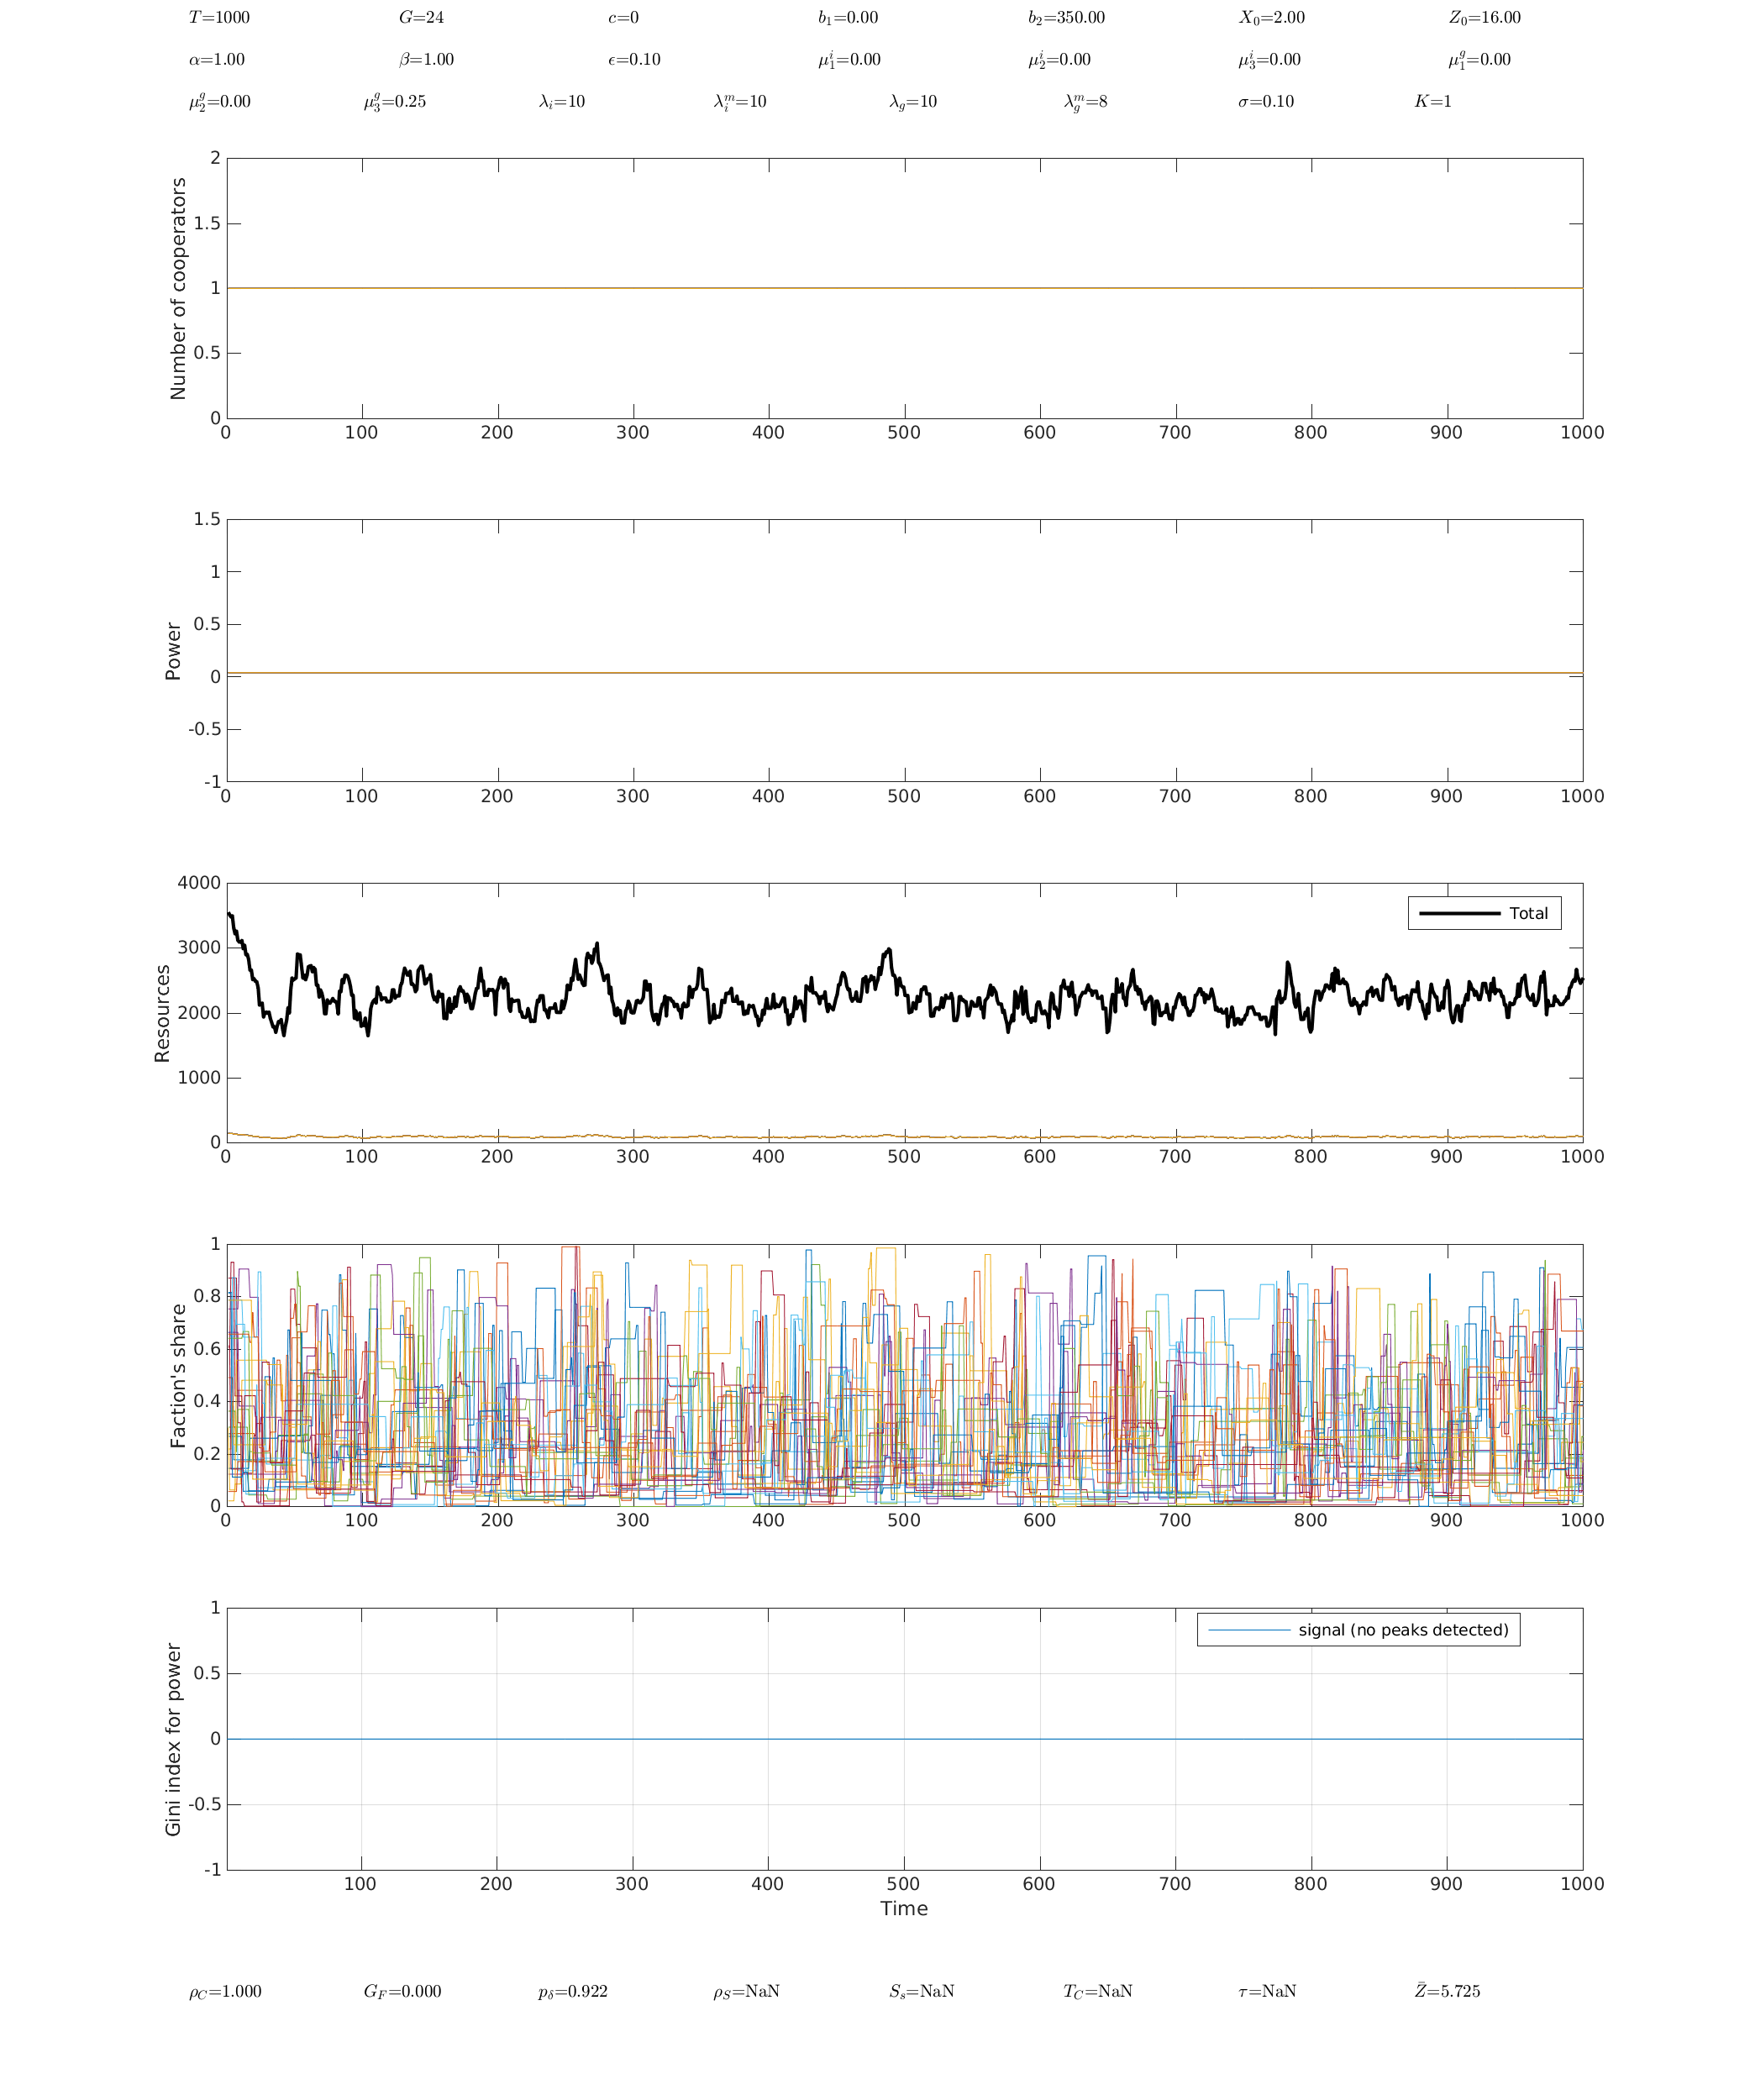 T=1000 G=24 c=0 b₁=0.00 b₂=350.00 X₀=2.00 Z₀=16.00
α=1.00 β=1.00 ϵ=0.10 μ₁ⁱ=0.00 μ₂ⁱ=0.00 μ₃ⁱ=0.00 μ₁ᵍ=0.00
μ₂ᵍ=0.00 μ₃ᵍ=0.25 λᵢ=10 λᵢᵐ=10 λ_g=10 λ_gᵐ=8 σ=0.10 K=1
Number of cooperators
2
1.5
1
0.5
0
0 100 200 300 400 500 600 700 800 900 1000
Power
1.5
1
0.5
0
-0.5
-1
0 100 200 300 400 500 600 700 800 900 1000
Resources
4000
3000
2000
1000
0
Total
0 100 200 300 400 500 600 700 800 900 1000
Faction's share
1
0.8
0.6
0.4
0.2
0
0 100 200 300 400 500 600 700 800 900 1000
Gini index for power
1
0.5
0
-0.5
-1
signal (no peaks detected)
100 200 300 400 500 600 700 800 900 1000
Time
ρ_C=1.000 G_F=0.000 p_δ=0.922 ρ_S=NaN S_s=NaN T_C=NaN τ=NaN Z̄=5.725